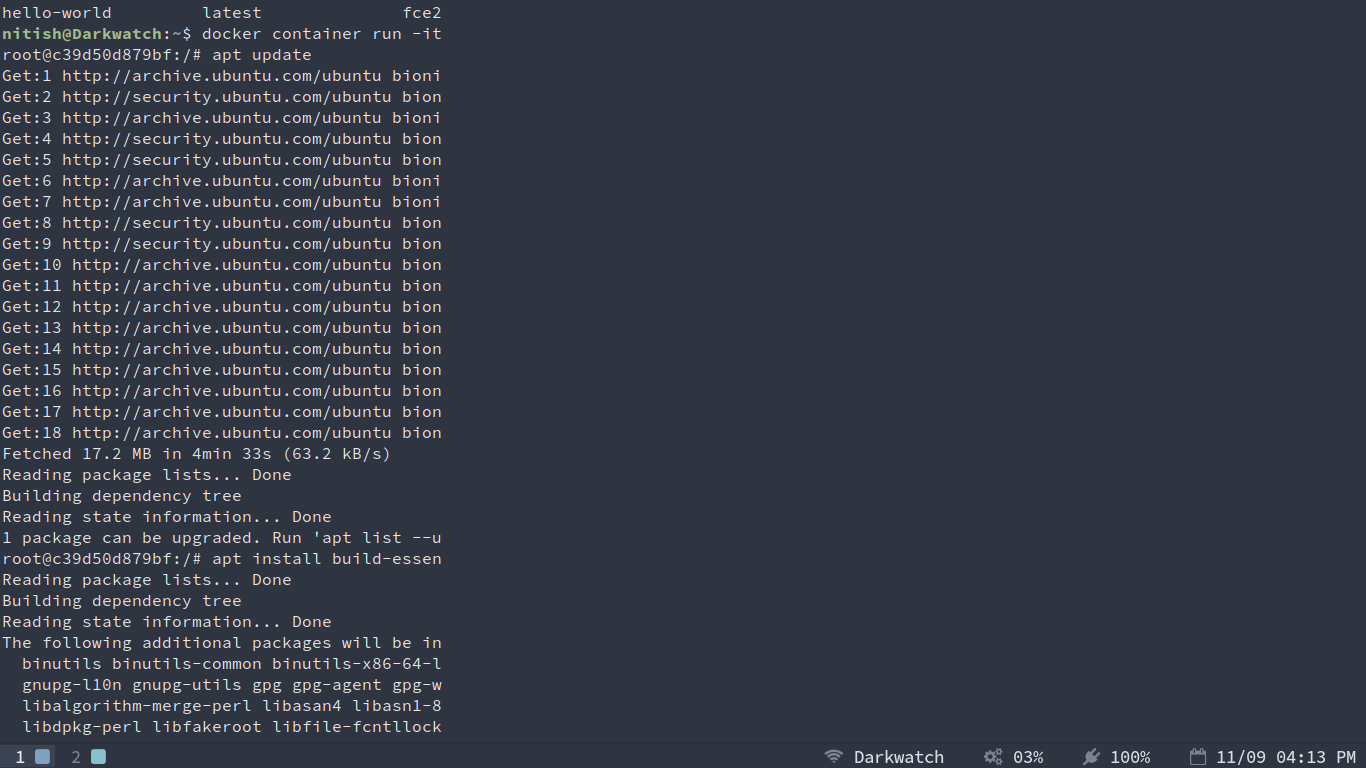 hello-world         latest              fce2
nitish@Darkwatch:~$ docker container run -it
root@c39d50d879bf:/# apt update
Get:1 http://archive.ubuntu.com/ubuntu bioni
Get:2 http://security.ubuntu.com/ubuntu bion
Get:3 http://archive.ubuntu.com/ubuntu bioni
Get:4 http://security.ubuntu.com/ubuntu bion
Get:5 http://security.ubuntu.com/ubuntu bion
Get:6 http://archive.ubuntu.com/ubuntu bioni
Get:7 http://archive.ubuntu.com/ubuntu bioni
Get:8 http://security.ubuntu.com/ubuntu bion
Get:9 http://security.ubuntu.com/ubuntu bion
Get:10 http://archive.ubuntu.com/ubuntu bion
Get:11 http://archive.ubuntu.com/ubuntu bion
Get:12 http://archive.ubuntu.com/ubuntu bion
Get:13 http://archive.ubuntu.com/ubuntu bion
Get:14 http://archive.ubuntu.com/ubuntu bion
Get:15 http://archive.ubuntu.com/ubuntu bion
Get:16 http://archive.ubuntu.com/ubuntu bion
Get:17 http://archive.ubuntu.com/ubuntu bion
Get:18 http://archive.ubuntu.com/ubuntu bion
Fetched 17.2 MB in 4min 33s (63.2 kB/s)
Reading package lists... Done
Building dependency tree
Reading state information... Done
1 package can be upgraded. Run 'apt list --u
root@c39d50d879bf:/# apt install build-essen
Reading package lists... Done
Building dependency tree
Reading state information... Done
The following additional packages will be in
  binutils binutils-common binutils-x86-64-l
  gnupg-l10n gnupg-utils gpg gpg-agent gpg-w
  libalgorithm-merge-perl libasan4 libasn1-8
  libdpkg-perl libfakeroot libfile-fcntllock
1 2 Darkwatch 03% 100% 11/09 04:13 PM